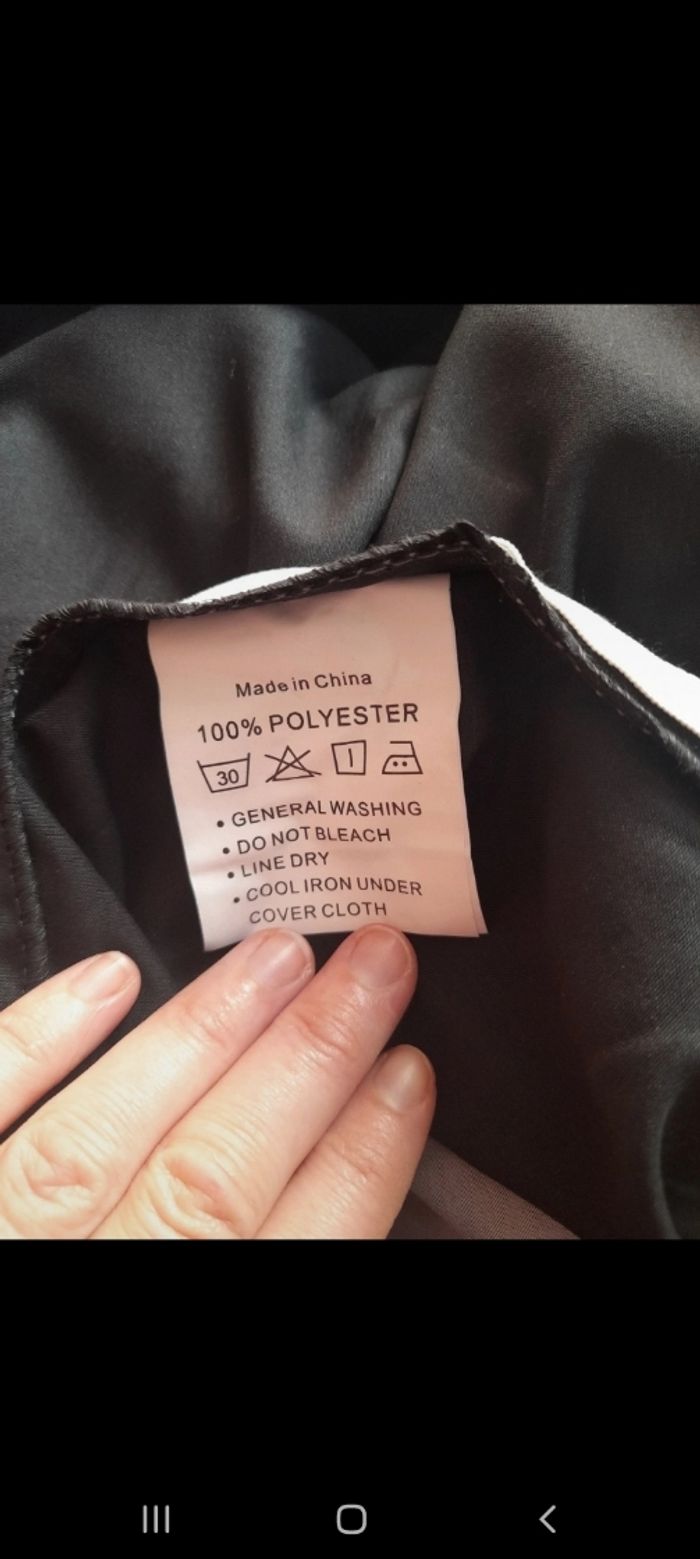 Made in China
100% POLYESTER
30
• GENERAL WASHING
• DO NOT BLEACH
• LINE DRY
• COOL IRON UNDER
COVER CLOTH